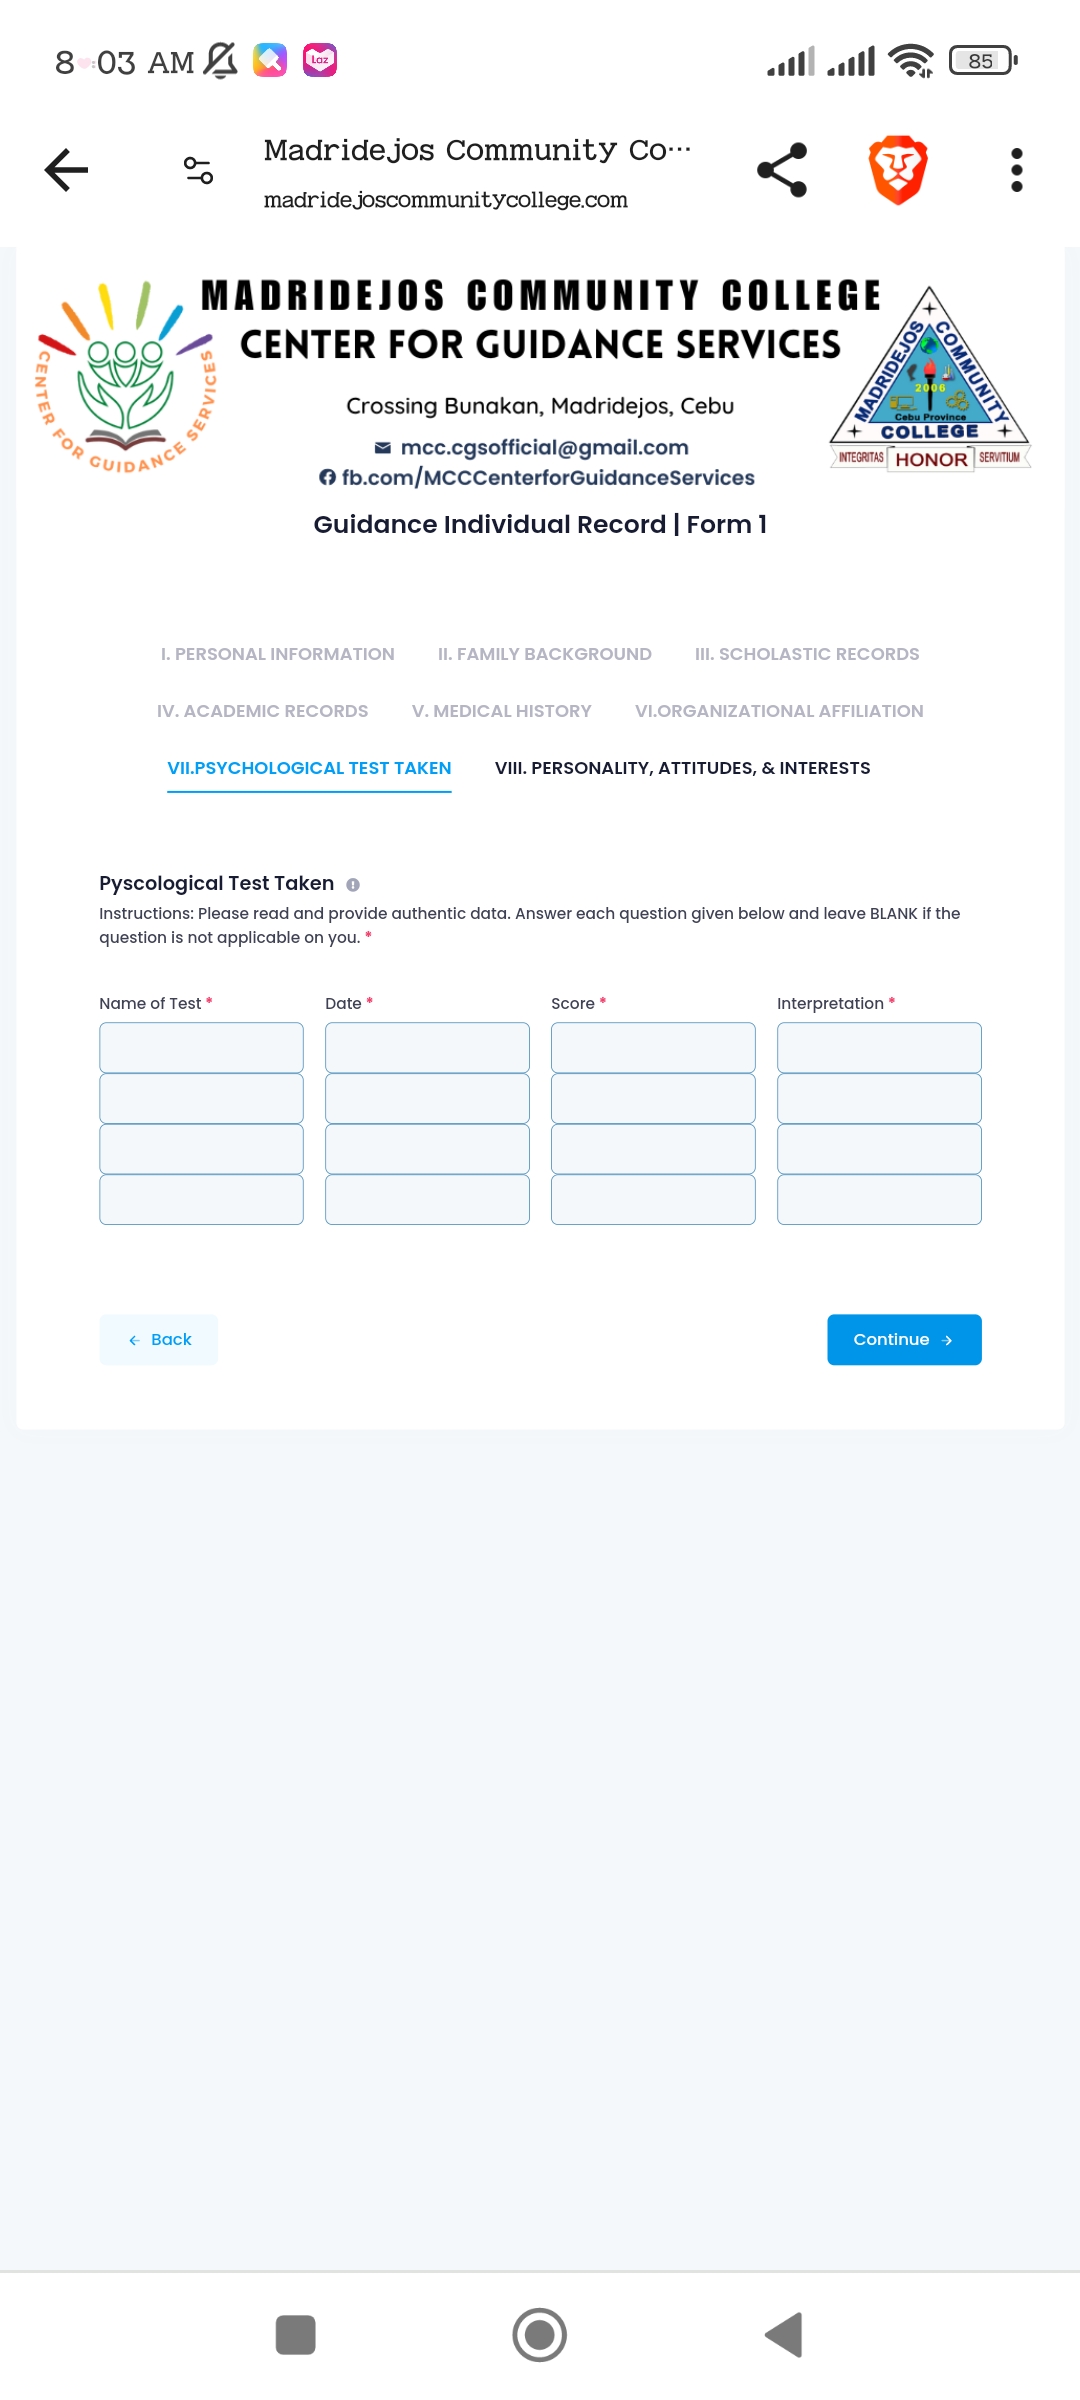 8:03 AM
Laz
85
Madridejos Community Co...
madridejoscommunitycollege.com
MADRIDEJOS COMMUNITY COLLEGE
CENTER FOR GUIDANCE SERVICES
CENTER FOR GUIDANCE SERVICES
Crossing Bunakan, Madridejos, Cebu
mcc.cgsofficial@gmail.com
fb.com/MCCCenterforGuidanceServices
MADRIDEJOS COMMUNITY
2006
Cebu Province
COLLEGE
INTEGRITAS HONOR SERVITIUM
Guidance Individual Record | Form 1
I. PERSONAL INFORMATION II. FAMILY BACKGROUND III. SCHOLASTIC RECORDS
IV. ACADEMIC RECORDS V. MEDICAL HISTORY VI.ORGANIZATIONAL AFFILIATION
VII.PSYCHOLOGICAL TEST TAKEN VIII. PERSONALITY, ATTITUDES, & INTERESTS
Pyscological Test Taken
Instructions: Please read and provide authentic data. Answer each question given below and leave BLANK if the
question is not applicable on you. *
Name of Test * Date * Score * Interpretation *
← Back Continue →